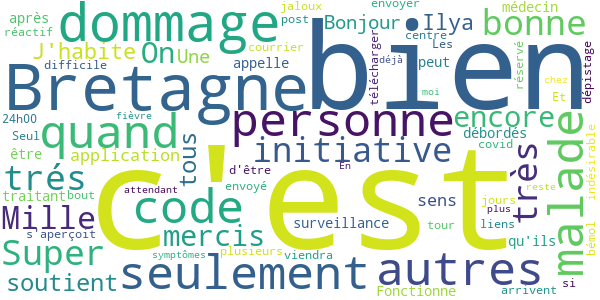 après
réactif
dommage
jaloux
post
envoyer
Bonjour
•Ilya
médecin
bonne
J'habite
On
Une
courrier
télécharger
centre
Les
réservé
dépistage
difficile
appelle
déjà
peut
chez
bien
Bretagne
moi
Et
24h00
fièvre
personne
encore
Seul
quand
débordés
être
application
tous
initiative
covid
malade
indésirable
très
trés
d'être
En
c'est
traitant
bout
envoyé
attendant
code
sens
jours
reste
Mille
mercis
surveillance
plus
tour
liens
bémol
s'aperçoit
Super
plusieurs
viendra
qu'ils
symptômes
seulement
autres
soutient
Fonctionne
arrivent
si